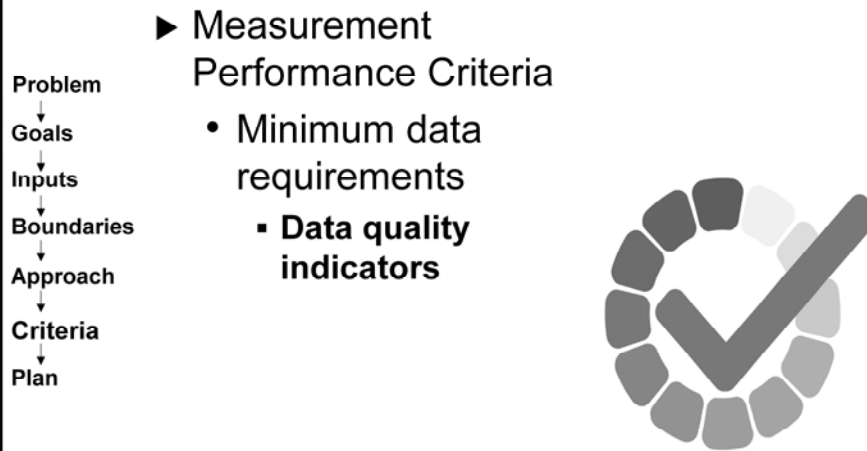 Problem
Goals
Inputs
Boundaries
Approach
Criteria
Plan
► Measurement
Performance Criteria
• Minimum data
requirements
▪ Data quality
indicators